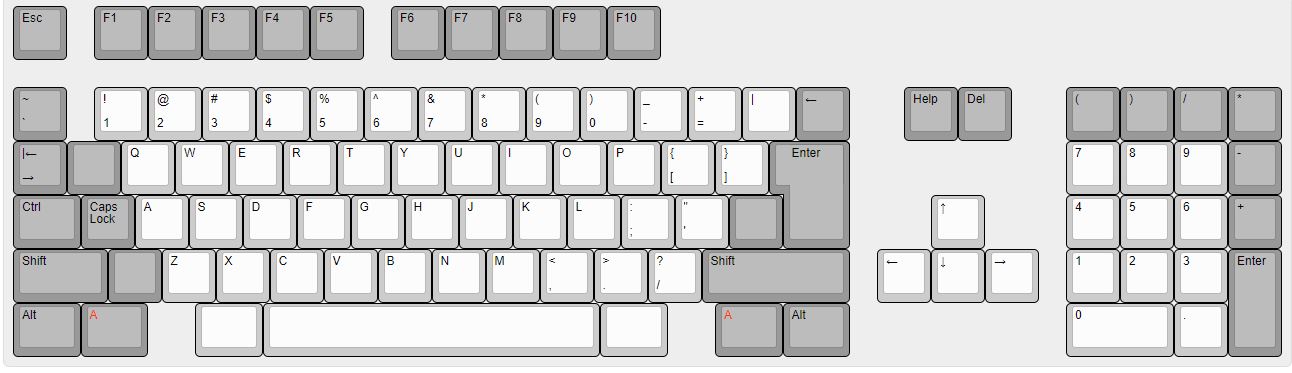 Esc F1 F2 F3 F4 F5 F6 F7 F8 F9 F10
~ ! @ # $ % ^ & * ( ) _ + | ← Help Del ( ) / *
` 1 2 3 4 5 6 7 8 9 0 - =
|← Q W E R T Y U I O P { } Enter 7 8 9 -
→ [ ]
Ctrl Caps A S D F G H J K L : " ↑ 4 5 6 +
Lock ; '
Shift Z X C V B N M < > ? Shift ← ↓ → 1 2 3 Enter
, . /
Alt A A Alt 0 .